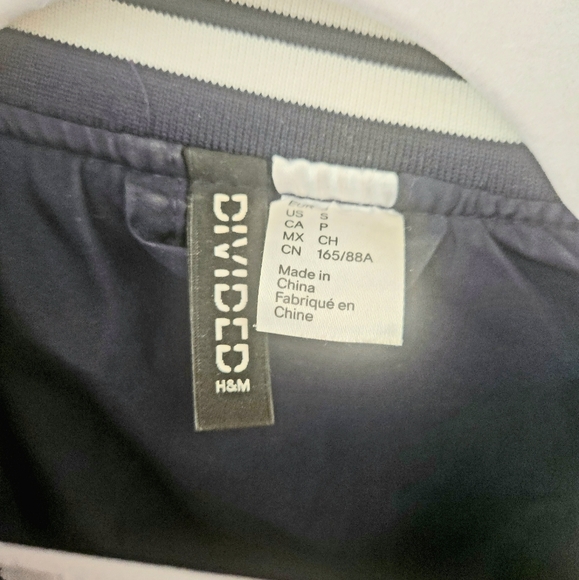 DIVIDED
H&M
US S
CA P
MX CH
CN 165/88A
Made in
China
Fabriqué en
Chine